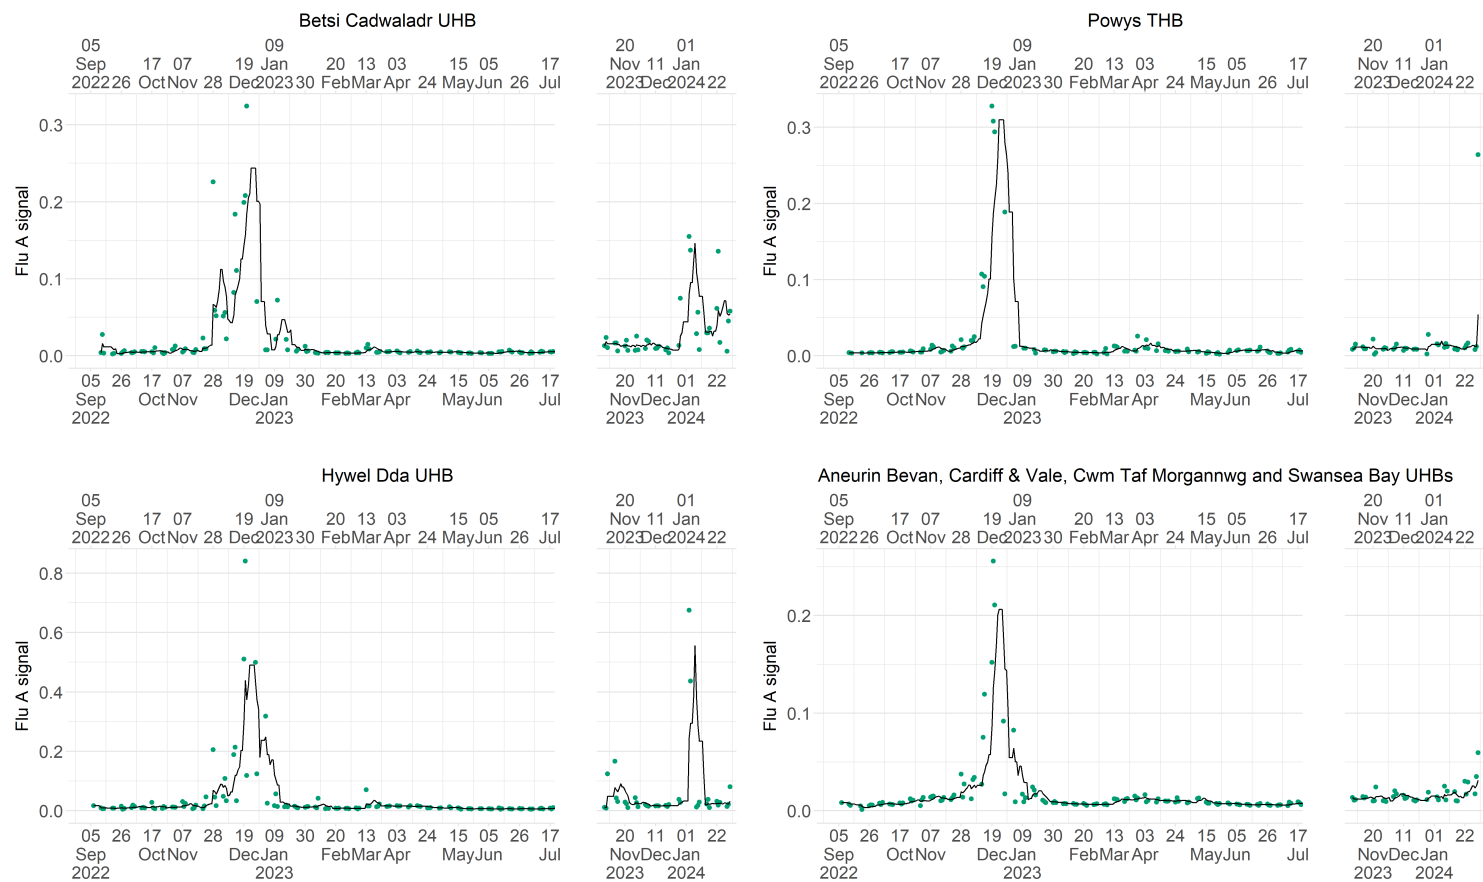 Betsi Cadwaladr UHB
05 09 20 01
Sep 17 07 19 Jan 20 13 03 15 05 17 Nov 11 Jan
2022 26 Oct Nov 28 Dec 2023 30 Feb Mar Apr 24 May Jun 26 Jul 2023 Dec 2024 22
Flu A signal
0.3
0.2
0.1
0.0
05 26 17 07 28 19 09 30 20 13 03 24 15 05 26 17 20 11 01 22
Sep Oct Nov Dec Jan Feb Mar Apr May Jun Jul Nov Dec Jan
2022 2023 2023 2024
Powys THB
05 09 20 01
Sep 17 07 19 Jan 20 13 03 15 05 17 Nov 11 Jan
2022 26 Oct Nov 28 Dec 2023 30 Feb Mar Apr 24 May Jun 26 Jul 2023 Dec 2024 22
Flu A signal
0.3
0.2
0.1
0.0
05 26 17 07 28 19 09 30 20 13 03 24 15 05 26 17 20 11 01 22
Sep Oct Nov Dec Jan Feb Mar Apr May Jun Jul Nov Dec Jan
2022 2023 2023 2024
Hywel Dda UHB
05 09 20 01
Sep 17 07 19 Jan 20 13 03 15 05 17 Nov 11 Jan
2022 26 Oct Nov 28 Dec 2023 30 Feb Mar Apr 24 May Jun 26 Jul 2023 Dec 2024 22
Flu A signal
0.8
0.6
0.4
0.2
0.0
05 26 17 07 28 19 09 30 20 13 03 24 15 05 26 17 20 11 01 22
Sep Oct Nov Dec Jan Feb Mar Apr May Jun Jul Nov Dec Jan
2022 2023 2023 2024
Aneurin Bevan, Cardiff & Vale, Cwm Taf Morgannwg and Swansea Bay UHBs
05 09 20 01
Sep 17 07 19 Jan 20 13 03 15 05 17 Nov 11 Jan
2022 26 Oct Nov 28 Dec 2023 30 Feb Mar Apr 24 May Jun 26 Jul 2023 Dec 2024 22
Flu A signal
0.2
0.1
0.0
05 26 17 07 28 19 09 30 20 13 03 24 15 05 26 17 20 11 01 22
Sep Oct Nov Dec Jan Feb Mar Apr May Jun Jul Nov Dec Jan
2022 2023 2023 2024